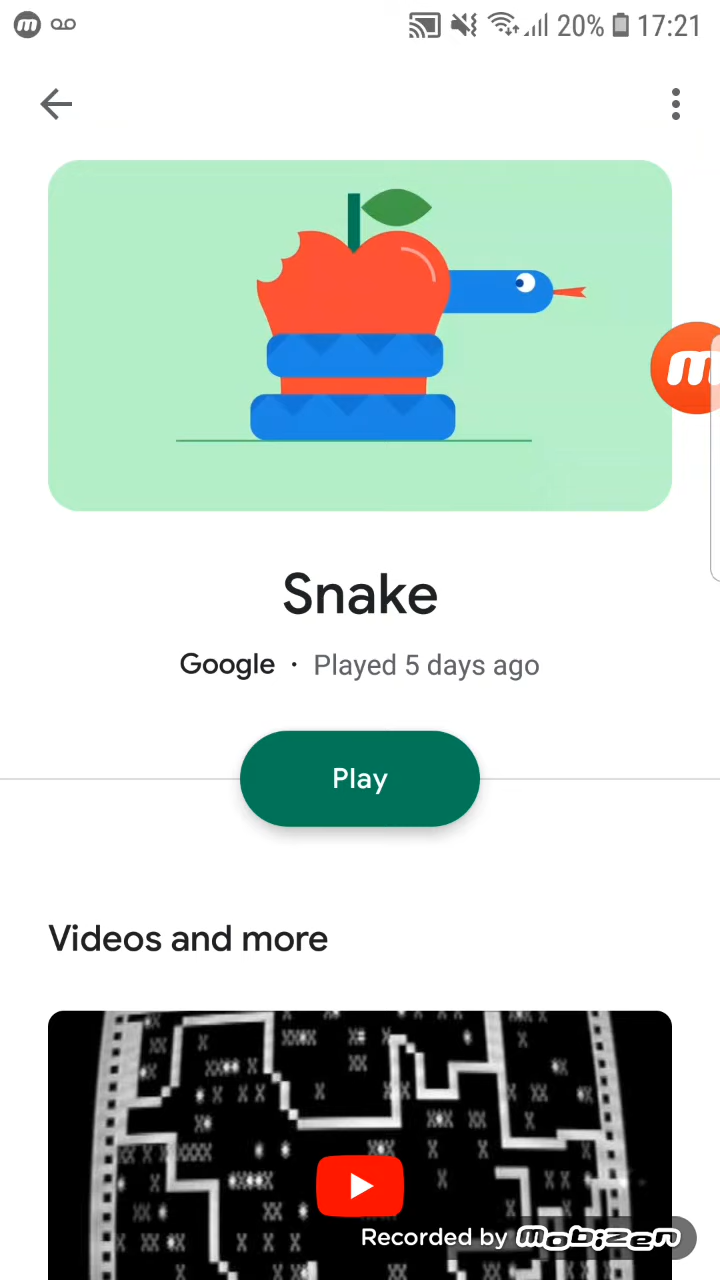 20% 17:21
Snake
Google · Played 5 days ago
Play
Videos and more
Recorded by mobizen